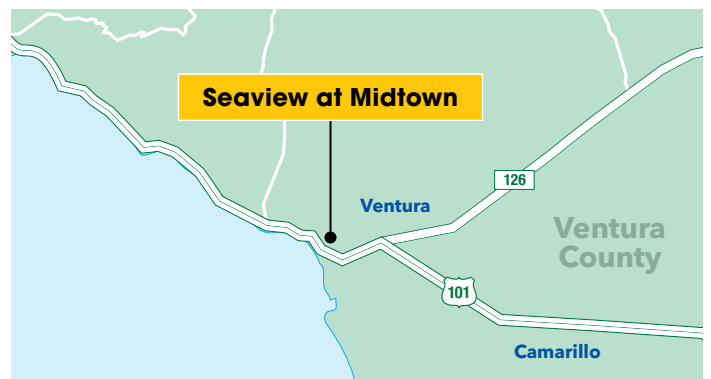 Seaview at Midtown
126
Ventura
Ventura
County
101
Camarillo